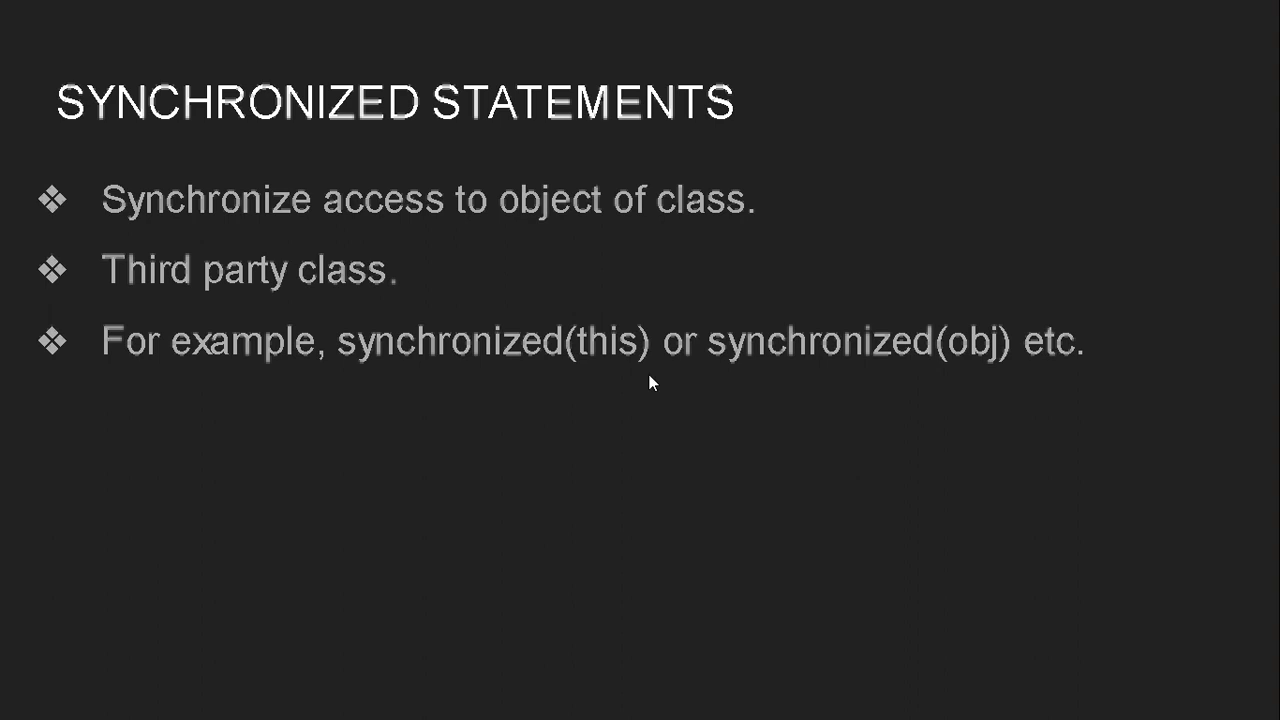 SYNCHRONIZED STATEMENTS
❖ Synchronize access to object of class.
❖ Third party class.
❖ For example, synchronized(this) or synchronized(obj) etc.